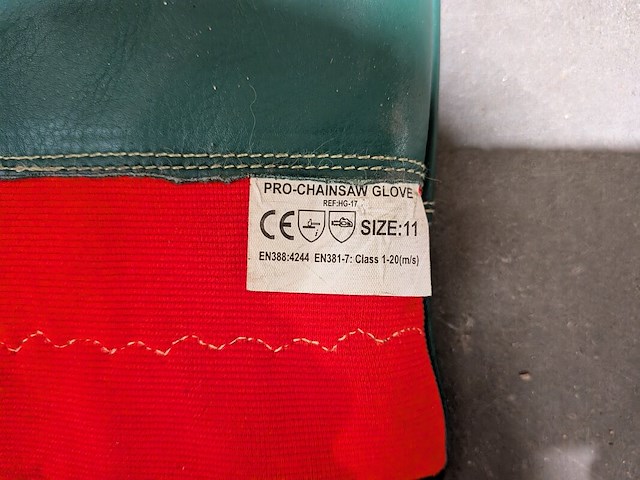 PRO-CHAINSAW GLOVE
REF:HG-17
CE i SIZE:11
EN388:4244 EN381-7: Class 1-20(m/s)